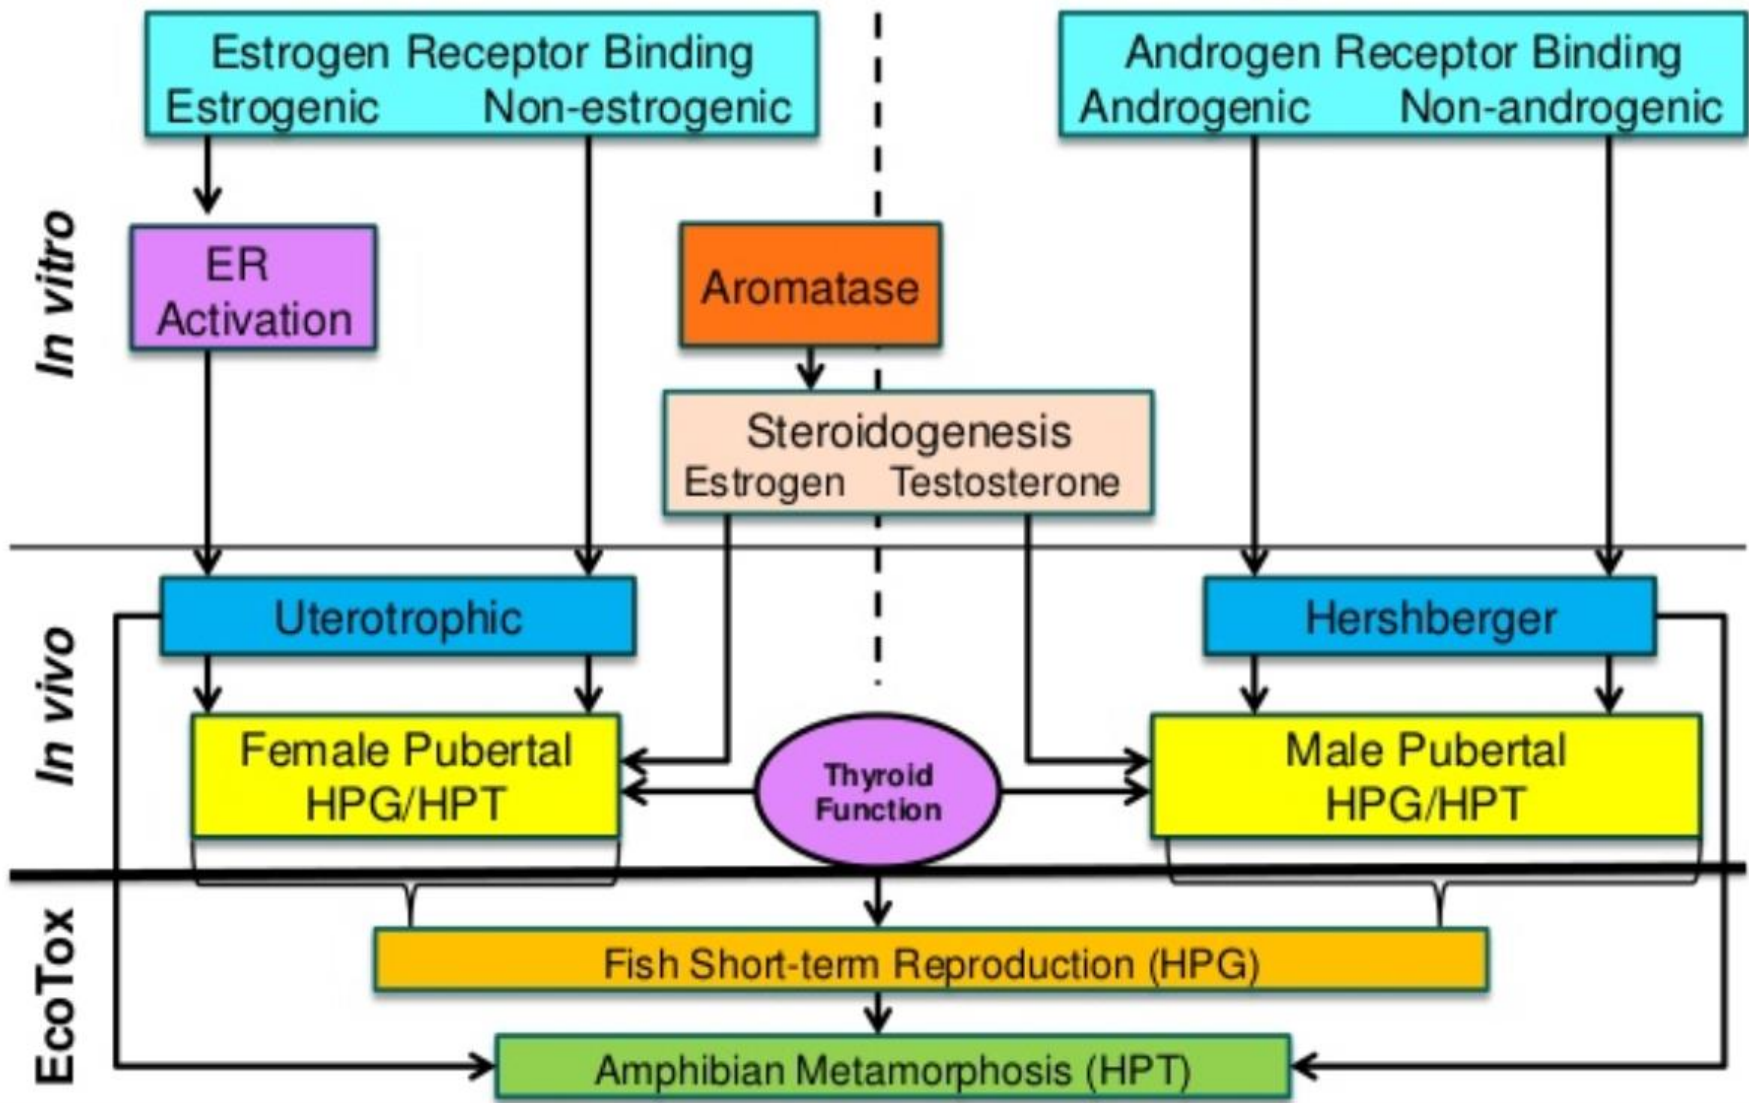 Estrogen Receptor Binding
Estrogenic Non-estrogenic
Androgen Receptor Binding
Androgenic Non-androgenic
In vitro
ER
Activation
Aromatase
Steroidogenesis
Estrogen Testosterone
In vivo
Uterotrophic
Hershberger
Female Pubertal
HPG/HPT
Thyroid
Function
Male Pubertal
HPG/HPT
EcoTox
Fish Short-term Reproduction (HPG)
Amphibian Metamorphosis (HPT)